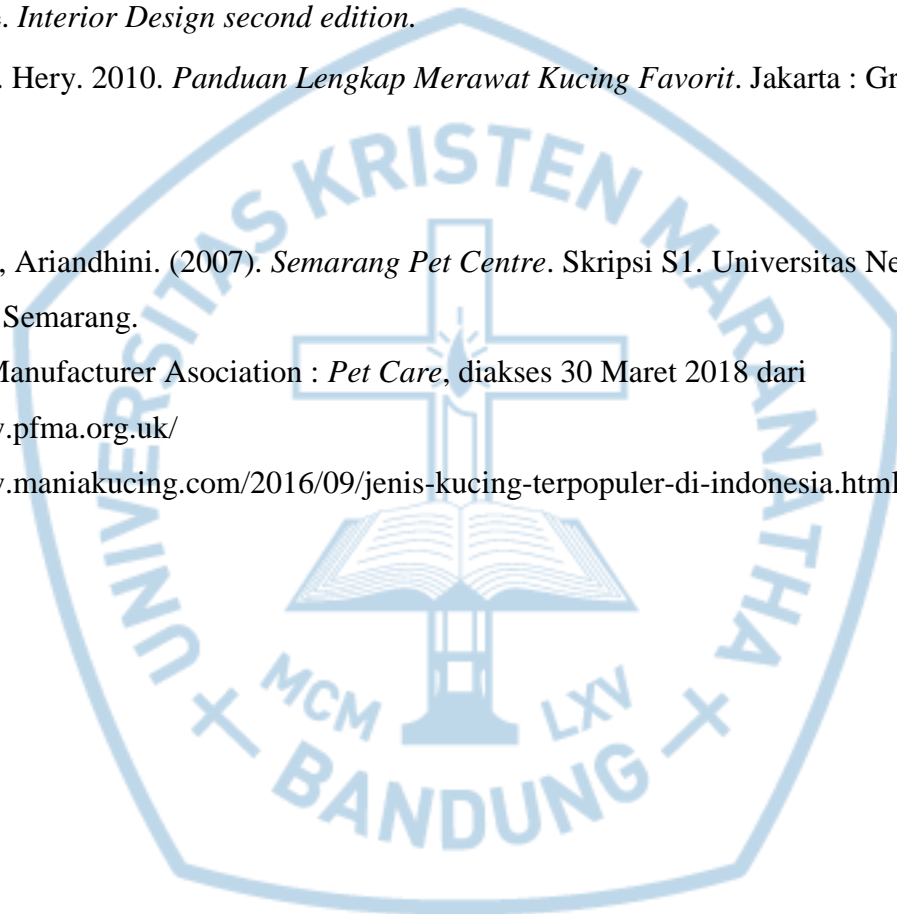 . Interior Design second edition.
. Hery. 2010. Panduan Lengkap Merawat Kucing Favorit. Jakarta : Gr
, Ariandhini. (2007). Semarang Pet Centre. Skripsi S1. Universitas Ne
Semarang.
Manufacturer Asociation : Pet Care, diakses 30 Maret 2018 dari
.pfma.org.uk/
.maniakucing.com/2016/09/jenis-kucing-terpopuler-di-indonesia.html
UNIVERSITAS KRISTEN MARANATHA
MCM LXV
BANDUNG